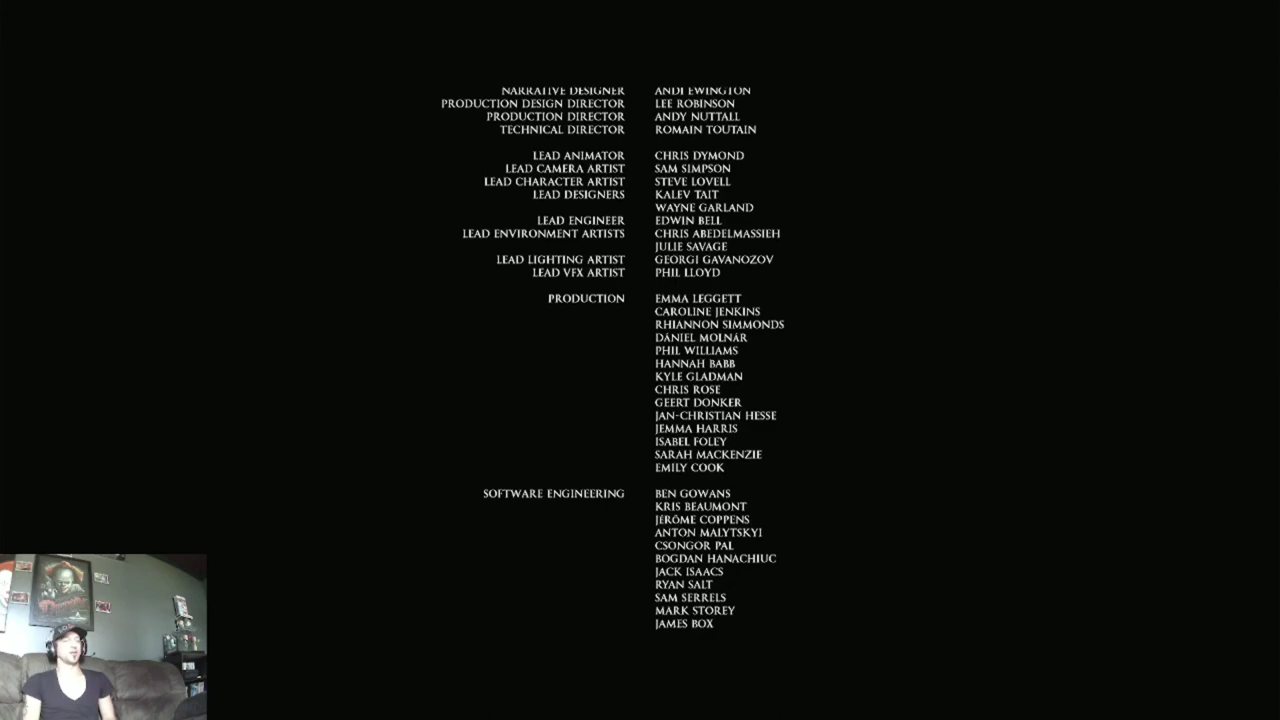 NARRATIVE DESIGNER ANDI EWINGTON
PRODUCTION DESIGN DIRECTOR LEE ROBINSON
PRODUCTION DIRECTOR ANDY NUTTALL
TECHNICAL DIRECTOR ROMAIN TOUTAIN
LEAD ANIMATOR CHRIS DYMOND
LEAD CAMERA ARTIST SAM SIMPSON
LEAD CHARACTER ARTIST STEVE LOVELL
LEAD DESIGNERS KALEV TAIT
WAYNE GARLAND
LEAD ENGINEER EDWIN BELL
LEAD ENVIRONMENT ARTISTS CHRIS ABEDELMASSIEH
JULIE SAVAGE
LEAD LIGHTING ARTIST GEORGI GAVANOZOV
LEAD VFX ARTIST PHIL LLOYD
PRODUCTION EMMA LEGGETT
CAROLINE JENKINS
RHIANNON SIMMONDS
DÁNIEL MOLNÁR
PHIL WILLIAMS
HANNAH BABB
KYLE GLADMAN
CHRIS ROSE
GEERT DONKER
JAN-CHRISTIAN HESSE
JEMMA HARRIS
ISABEL FOLEY
SARAH MACKENZIE
EMILY COOK
SOFTWARE ENGINEERING BEN GOWANS
KRIS BEAUMONT
JÉRÔME COPPENS
ANTON MALYTSKYI
CSONGOR PAL
BOGDAN HANACHIUC
JACK ISAACS
RYAN SALT
SAM SERRELS
MARK STOREY
JAMES BOX